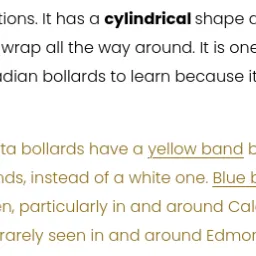 tions. It has a cylindrical shape
wrap all the way around. It is one
dian bollards to learn because it
ta bollards have a yellow band
nds, instead of a white one. Blue
n, particularly in and around Cal
rarely seen in and around Edmo